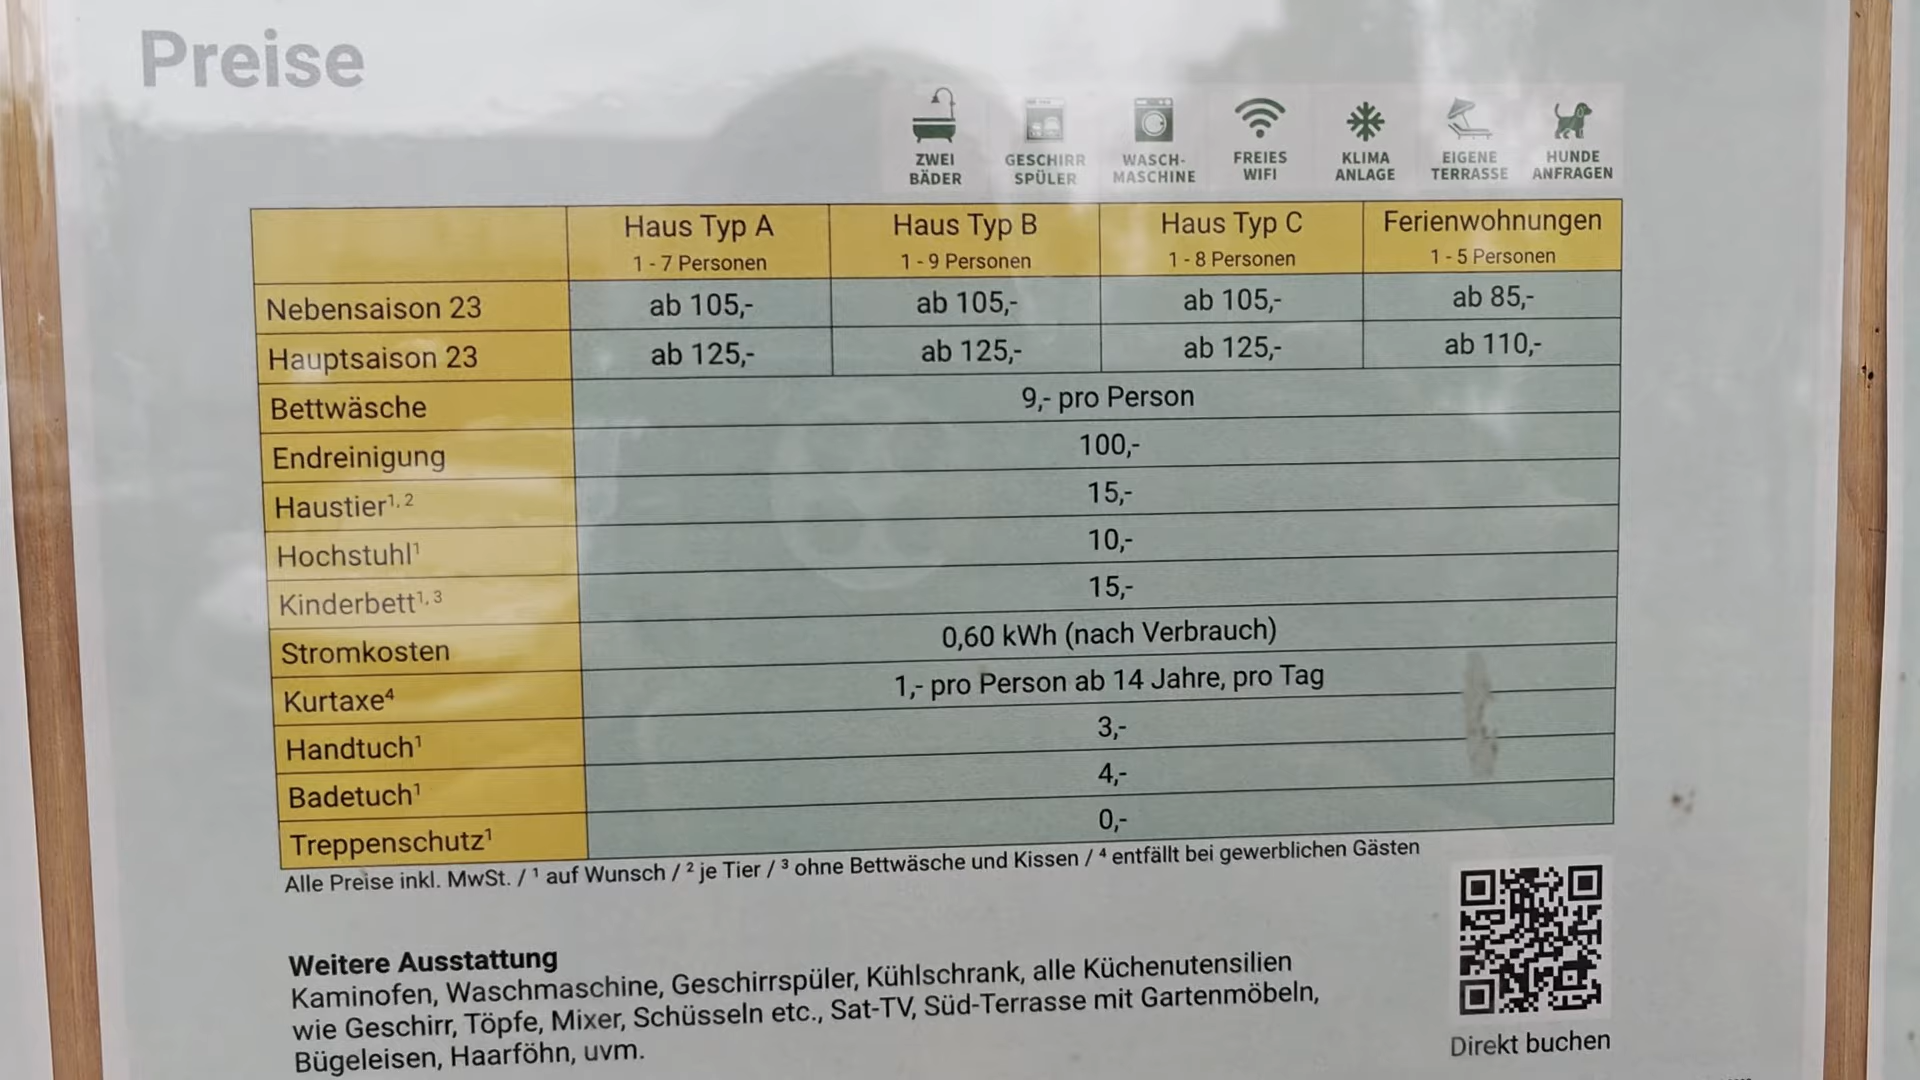 Preise
ZWEI BÄDER
GESCHIRR SPÜLER
WASCH-MASCHINE
FREIES WIFI
KLIMA ANLAGE
EIGENE TERRASSE
HUNDE ANFRAGEN
Haus Typ A Haus Typ B Haus Typ C Ferienwohnungen
1 - 7 Personen 1 - 9 Personen 1 - 8 Personen 1 - 5 Personen
Nebensaison 23 ab 105,- ab 105,- ab 105,- ab 85,-
Hauptsaison 23 ab 125,- ab 125,- ab 125,- ab 110,-
Bettwäsche 9,- pro Person
Endreinigung 100,-
Haustier¹,² 15,-
Hochstuhl¹ 10,-
Kinderbett¹,³ 15,-
Stromkosten 0,60 kWh (nach Verbrauch)
Kurtaxe⁴ 1,- pro Person ab 14 Jahre, pro Tag
Handtuch¹ 3,-
Badetuch¹ 4,-
Treppenschutz¹ 0,-
Alle Preise inkl. MwSt. / ¹ auf Wunsch / ² je Tier / ³ ohne Bettwäsche und Kissen / ⁴ entfällt bei gewerblichen Gästen
Weitere Ausstattung
Kaminofen, Waschmaschine, Geschirrspüler, Kühlschrank, alle Küchenutensilien
wie Geschirr, Töpfe, Mixer, Schüsseln etc., Sat-TV, Süd-Terrasse mit Gartenmöbeln,
Bügeleisen, Haarföhn, uvm.
Direkt buchen